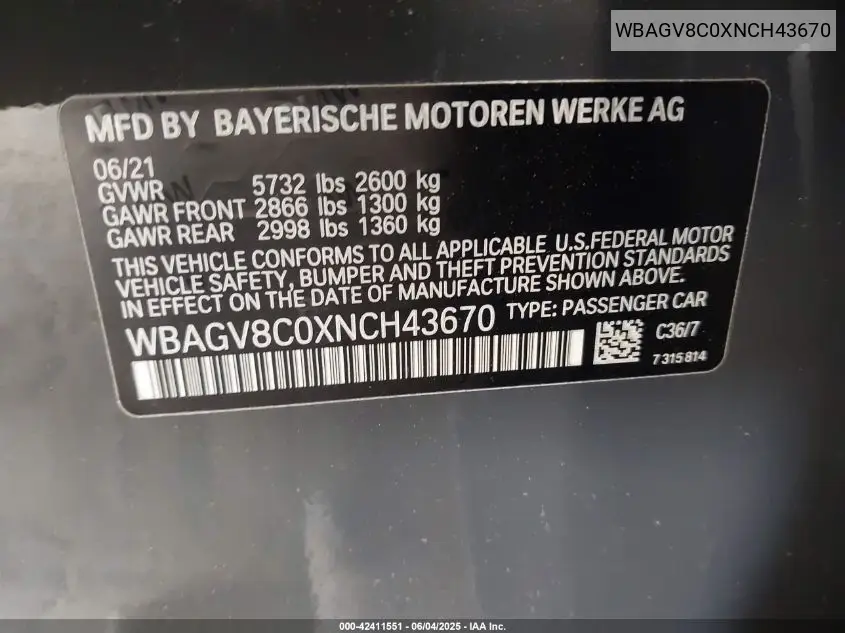 WBAGV8C0XNCH43670
MFD BY BAYERISCHE MOTOREN WERKE AG
06/21
GVWR 5732 lbs 2600 kg
GAWR FRONT 2866 lbs 1300 kg
GAWR REAR 2998 lbs 1360 kg
THIS VEHICLE CONFORMS TO ALL APPLICABLE U.S.FEDERAL MOTOR
VEHICLE SAFETY, BUMPER AND THEFT PREVENTION STANDARDS
IN EFFECT ON THE DATE OF MANUFACTURE SHOWN ABOVE.
WBAGV8C0XNCH43670 TYPE: PASSENGER CAR
C36/7
7315814
000-42411551 - 06/04/2025 - IAA Inc.